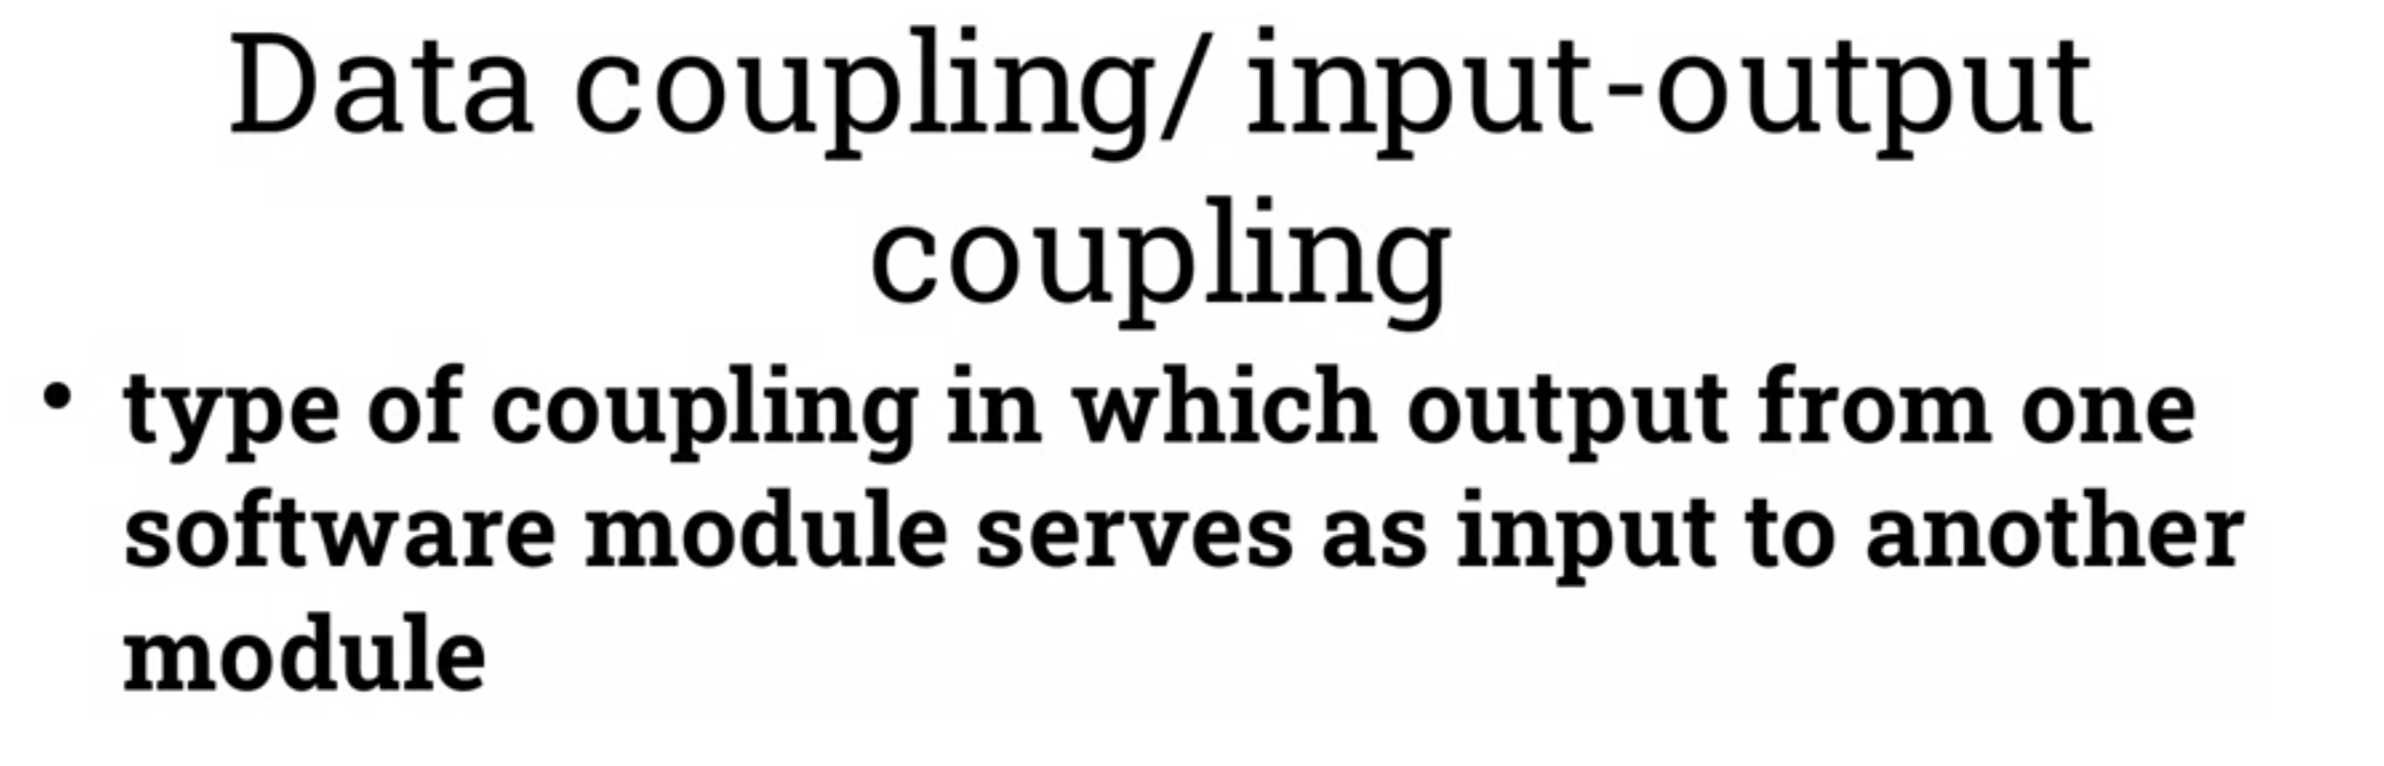 Data coupling/ input-output
coupling
• type of coupling in which output from one
software module serves as input to another
module